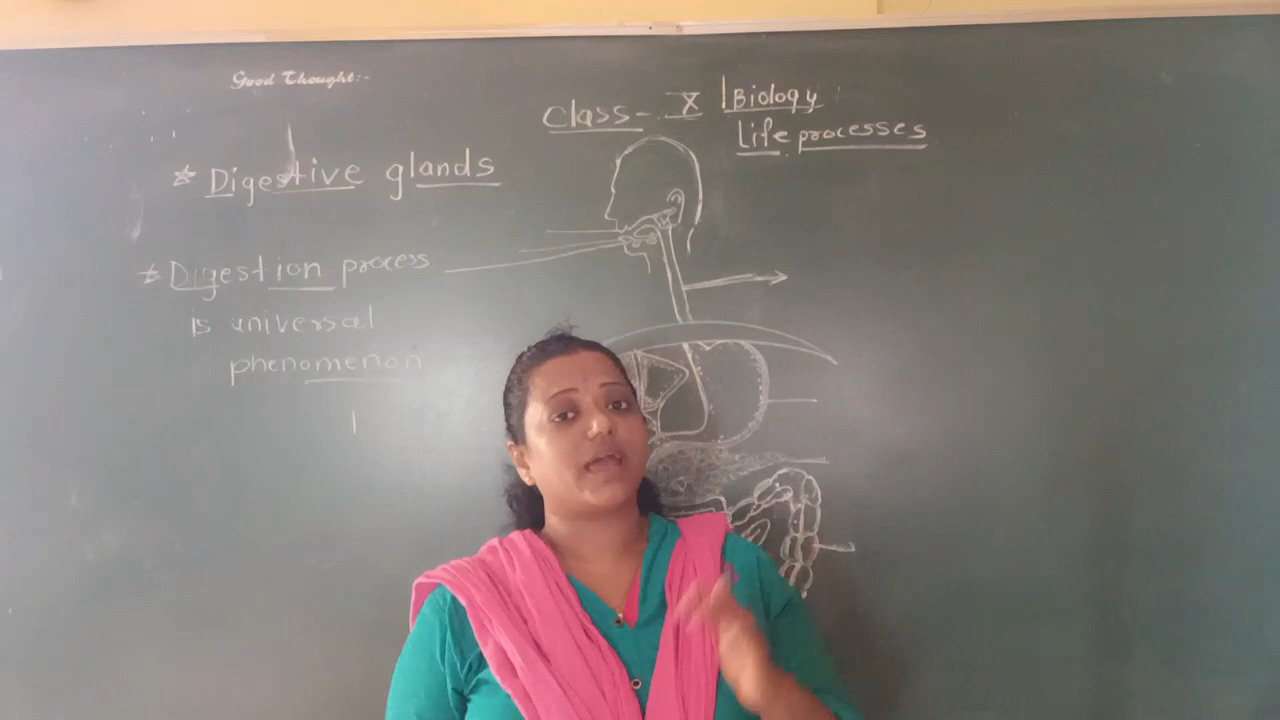 Good Thought:-
Class- X Biology
Life processes
* Digestive glands
* Digestion process
is universal
phenomenon